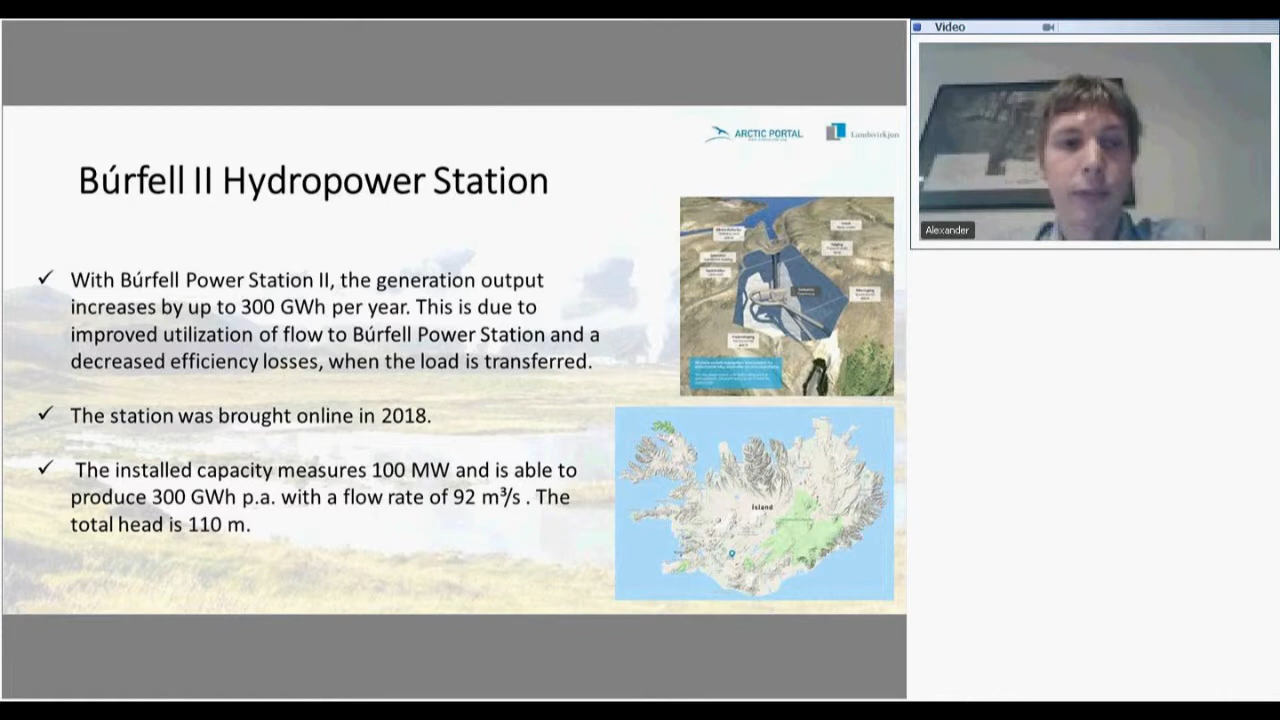 Video
ARCTIC PORTAL
Landsvirkjun
Búrfell II Hydropower Station
✓ With Búrfell Power Station II, the generation output
increases by up to 300 GWh per year. This is due to
improved utilization of flow to Búrfell Power Station and a
decreased efficiency losses, when the load is transferred.
✓ The station was brought online in 2018.
✓ The installed capacity measures 100 MW and is able to
produce 300 GWh p.a. with a flow rate of 92 m³/s . The
total head is 110 m.
Ísland
Alexander